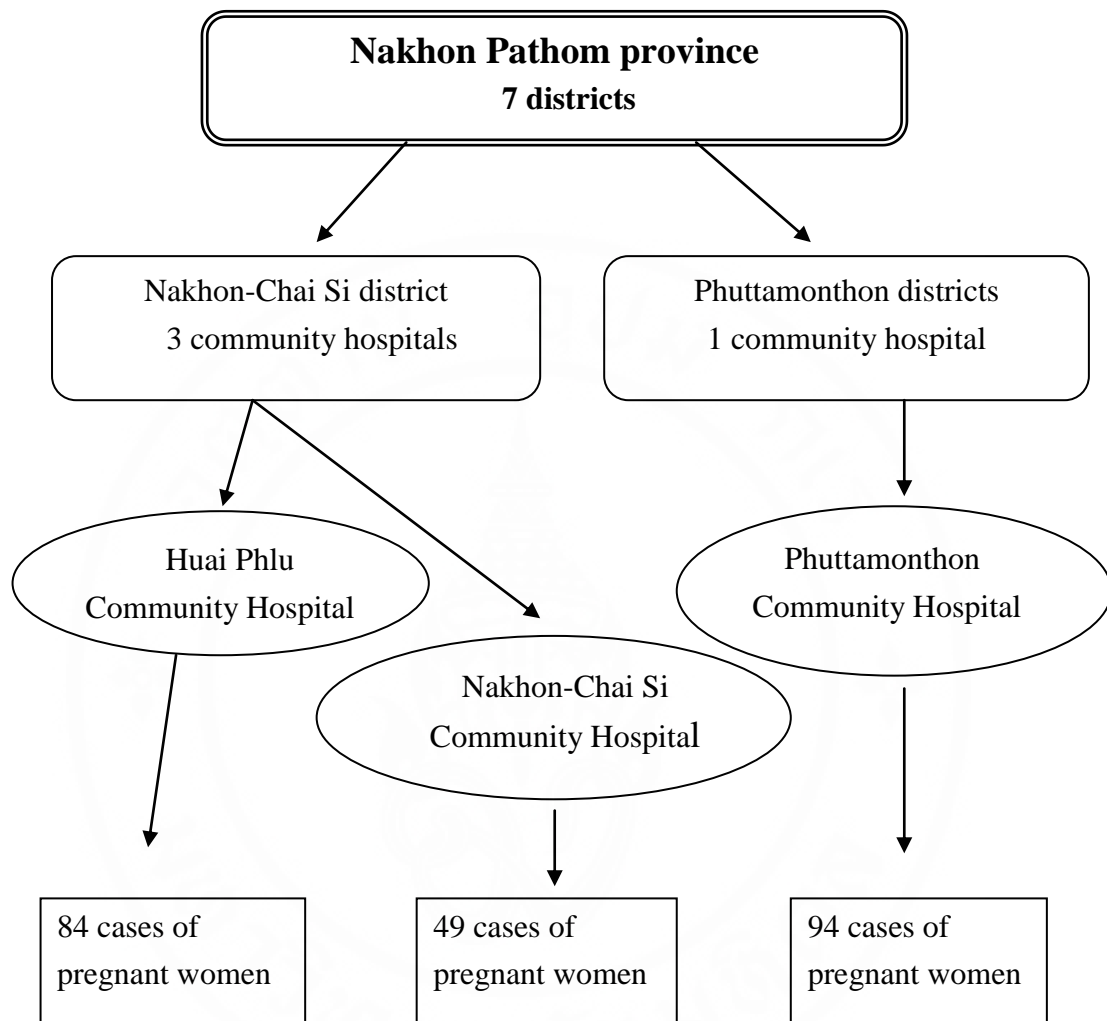 Nakhon Pathom province
7 districts
Nakhon-Chai Si district
3 community hospitals
Phuttamonthon districts
1 community hospital
Huai Phlu
Community Hospital
Phuttamonthon
Community Hospital
Nakhon-Chai Si
Community Hospital
84 cases of
pregnant women
49 cases of
pregnant women
94 cases of
pregnant women